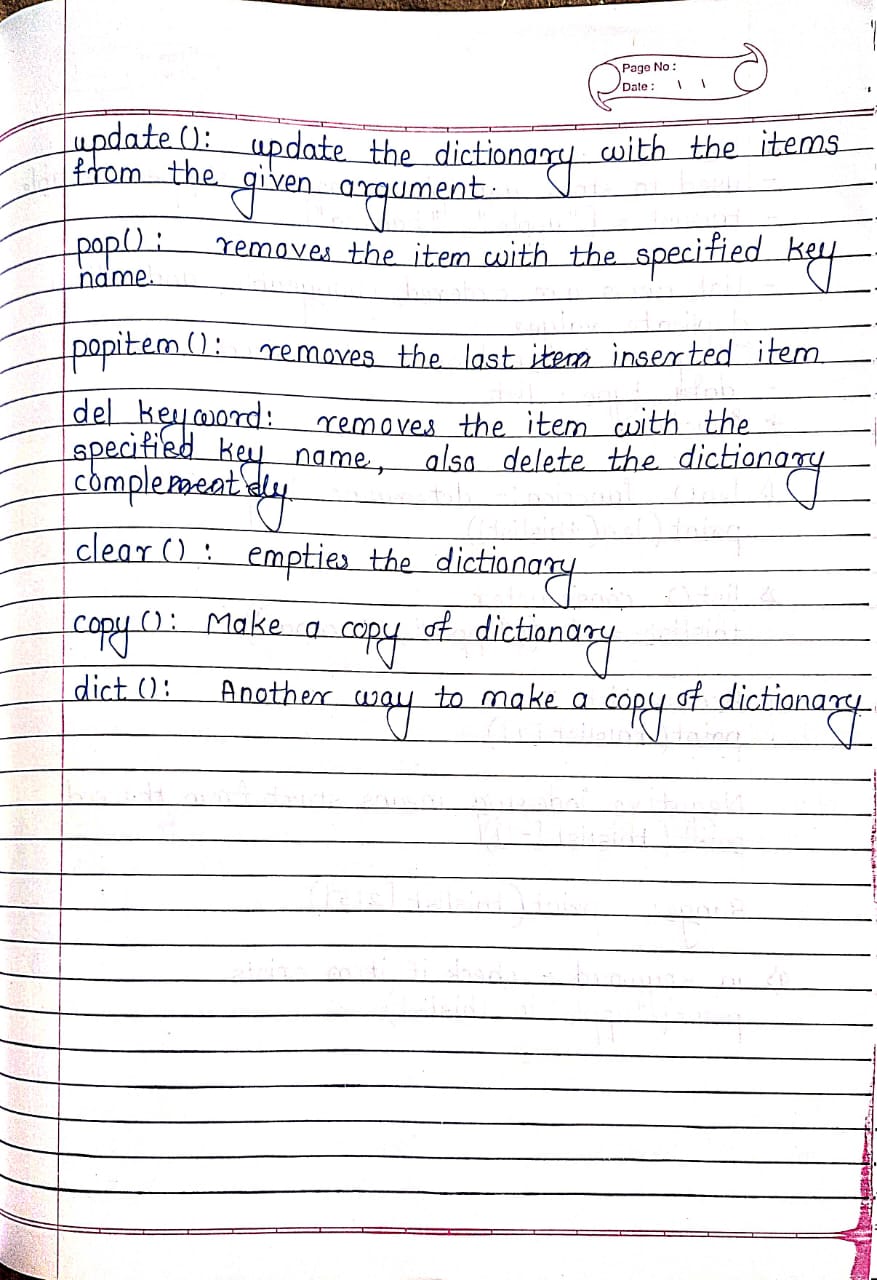 Page No :
Date :
update (): update the dictionary with the items
from the given argument.
pop() : removes the item with the specified key
name.
popitem (): removes the last item inserted item
del keyword: removes the item with the
specified key name, also delete the dictionary
clear () : empties the dictionary
copy (): Make a copy of dictionary
dict (): Another way to make a copy of dictionary